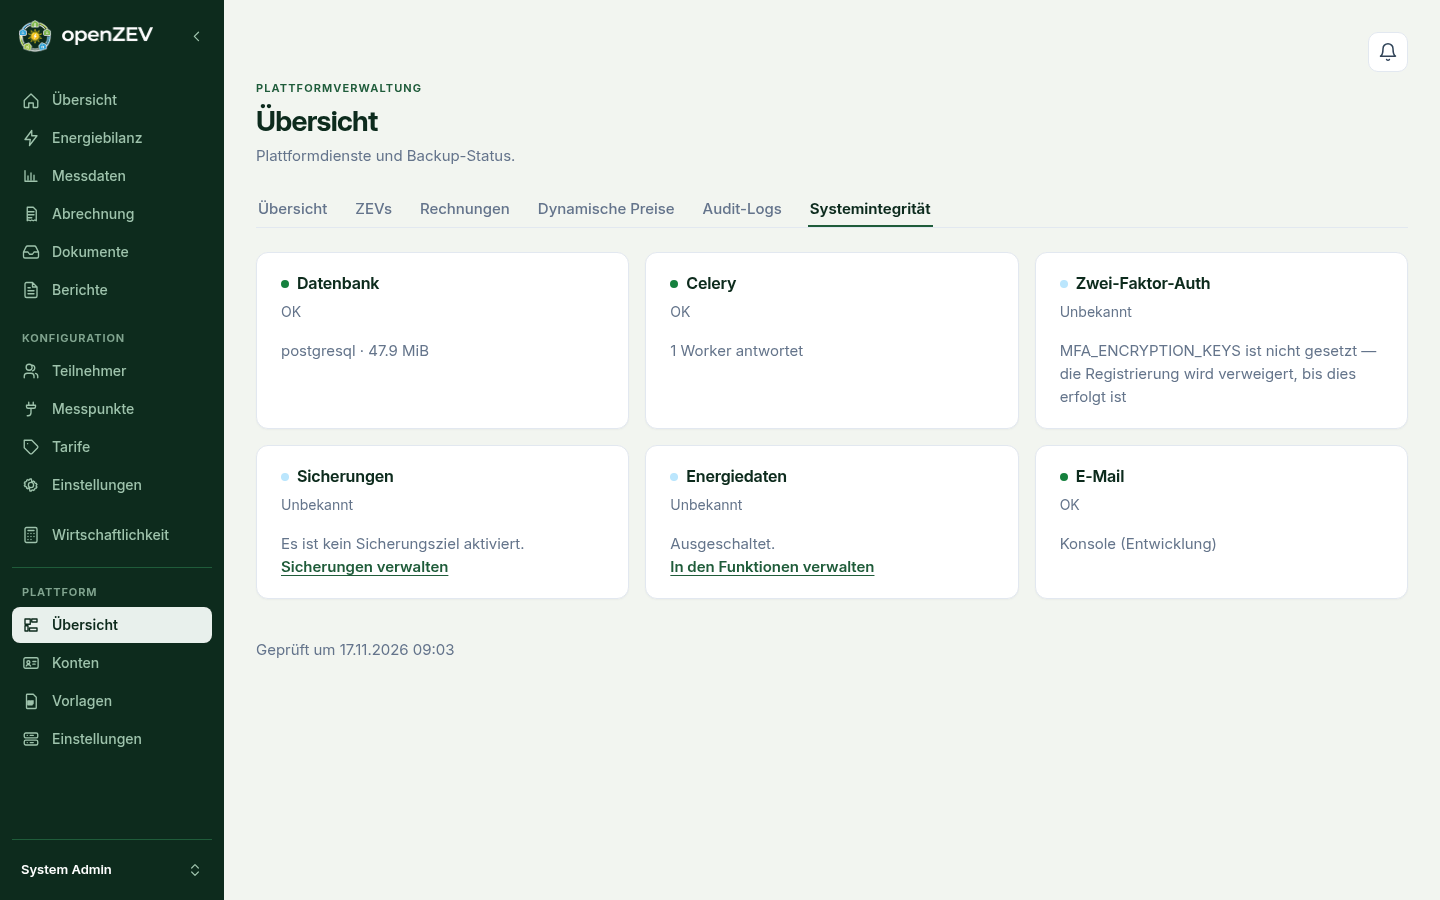 openZEV
Übersicht
Energiebilanz
Messdaten
Abrechnung
Dokumente
Berichte
KONFIGURATION
Teilnehmer
Messpunkte
Tarife
Einstellungen
Wirtschaftlichkeit
PLATTFORM
Übersicht
Konten
Vorlagen
Einstellungen
System Admin
PLATTFORMVERWALTUNG
Übersicht
Plattformdienste und Backup-Status.
Übersicht ZEVs Rechnungen Dynamische Preise Audit-Logs Systemintegrität
Datenbank
OK
postgresql · 47.9 MiB
Celery
OK
1 Worker antwortet
Zwei-Faktor-Auth
Unbekannt
MFA_ENCRYPTION_KEYS ist nicht gesetzt —
die Registrierung wird verweigert, bis dies
erfolgt ist
Sicherungen
Unbekannt
Es ist kein Sicherungsziel aktiviert.
Sicherungen verwalten
Energiedaten
Unbekannt
Ausgeschaltet.
In den Funktionen verwalten
E-Mail
OK
Konsole (Entwicklung)
Geprüft um 17.11.2026 09:03